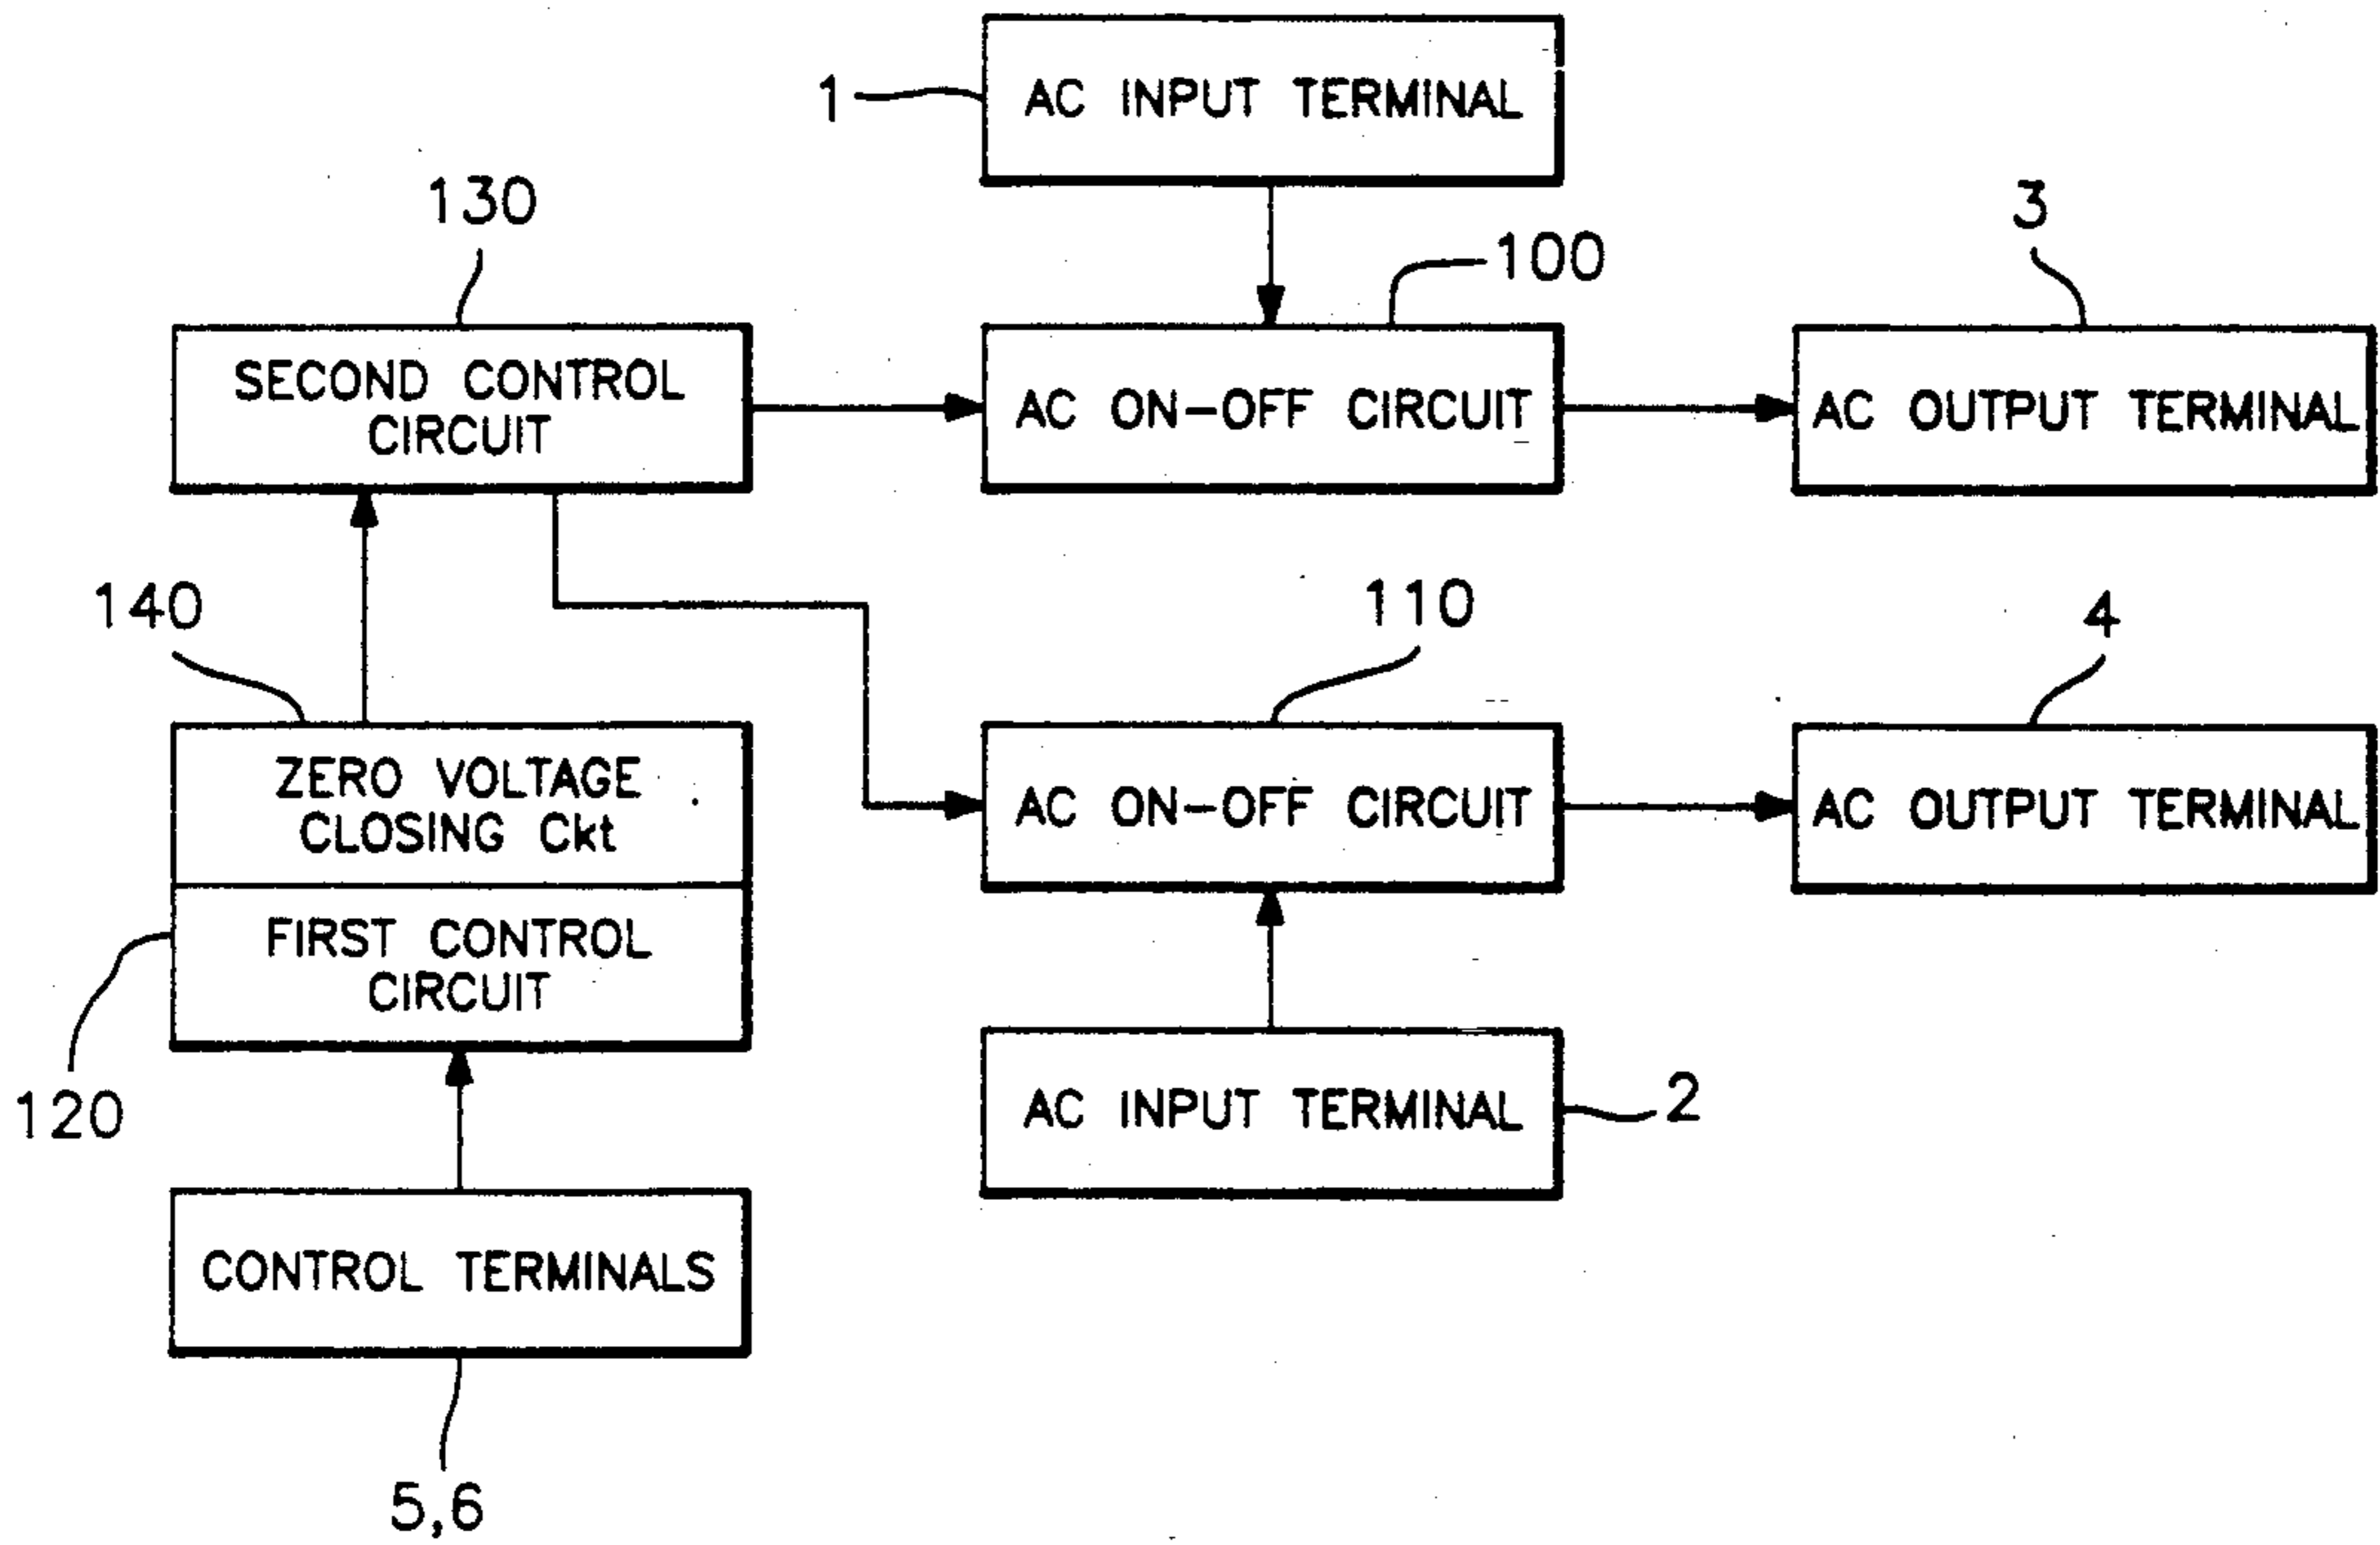 1
AC INPUT TERMINAL
130
100
3
SECOND CONTROL
CIRCUIT
AC ON-OFF CIRCUIT
AC OUTPUT TERMINAL
140
110
4
ZERO VOLTAGE
CLOSING Ckt
AC ON-OFF CIRCUIT
AC OUTPUT TERMINAL
FIRST CONTROL
CIRCUIT
120
AC INPUT TERMINAL
2
CONTROL TERMINALS
5,6